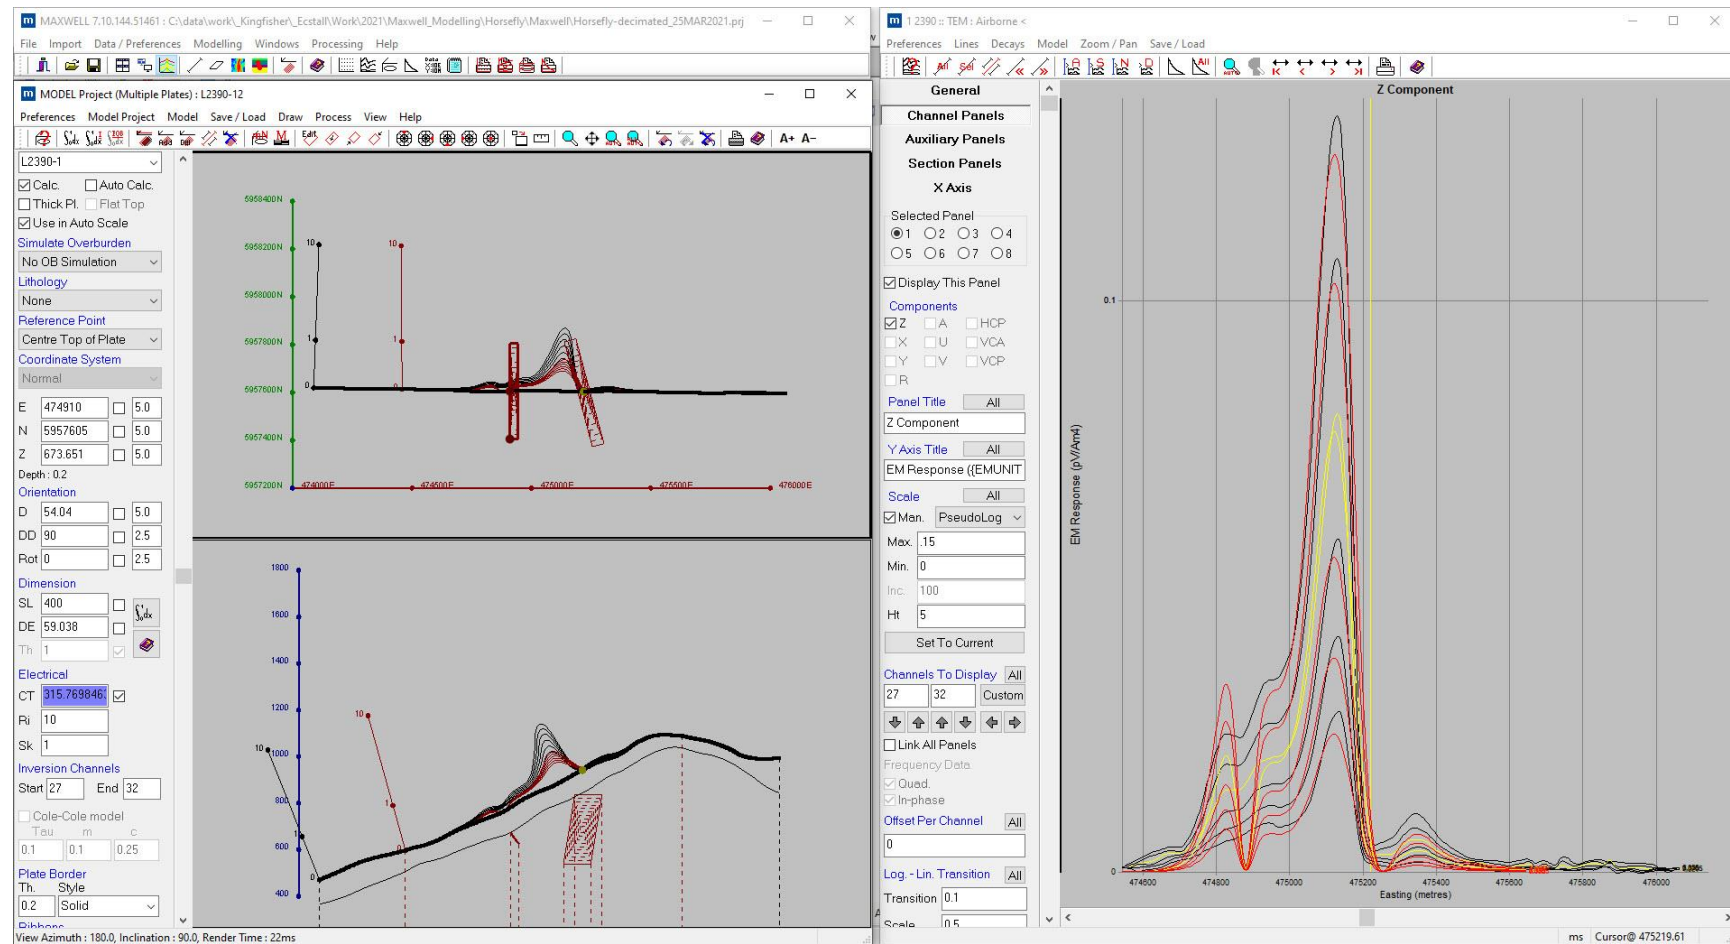 MAXWELL 7.10.144.51461 : C:\data\work\_Kingfisher\_Ecstall\Work\2021\Maxwell_Modelling\Horsefly\Maxwell\Horsefly-decimated_25MAR2021.prj
File Import Data / Preferences Modelling Windows Processing Help
MODEL Project (Multiple Plates) : L2390-12
Preferences Model Project Model Save / Load Draw Process View Help
A+ A−
L2390-1
Calc. Auto Calc.
Thick Pl. Flat Top
Use in Auto Scale
Simulate Overburden
No OB Simulation
Lithology
None
Reference Point
Centre Top of Plate
Coordinate System
Normal
E 474910 5.0
N 5957605 5.0
Z 673.651 5.0
Depth : 0.2
Orientation
D 54.04 5.0
DD 90 2.5
Rot 0 2.5
Dimension
SL 400
DE 59.038
Th 1
Electrical
CT 315.7698463
Ri 10
Sk 1
Inversion Channels
Start 27 End 32
Cole-Cole model
Tau m c
0.1 0.1 0.25
Plate Border
Th. Style
0.2 Solid
Ribbons
View Azimuth : 180.0, Inclination : 90.0, Render Time : 22ms
5958400N
5958200N
5958000N
5957800N
5957600N
5957400N
5957200N
10 10
1 1
0 0
474000E 474500E 475000E 475500E 476000E
1800
1600
1400
1200
1000
800
600
400
10 10
1 1
0 0
1 2390 :: TEM : Airborne <
Preferences Lines Decays Model Zoom / Pan Save / Load
General
Channel Panels
Auxiliary Panels
Section Panels
X Axis
Selected Panel
1 2 3 4
5 6 7 8
Display This Panel
Components
Z A HCP
X U VCA
Y V VCP
R
Panel Title All
Z Component
Y Axis Title All
EM Response ({EMUNIT
Scale All
Man. PseudoLog
Max. .15
Min. 0
Inc. 100
Ht 5
Set To Current
Channels To Display All
27 32 Custom
Link All Panels
Frequency Data
Quad.
In-phase
Offset Per Channel All
0
Log. - Lin. Transition All
Transition 0.1
Scale 0.5
Z Component
EM Response (pV/Am4)
0.1
0
474600 474800 475000 475200 475400 475600 475800 476000
Easting (metres)
ms Cursor@ 475219.61